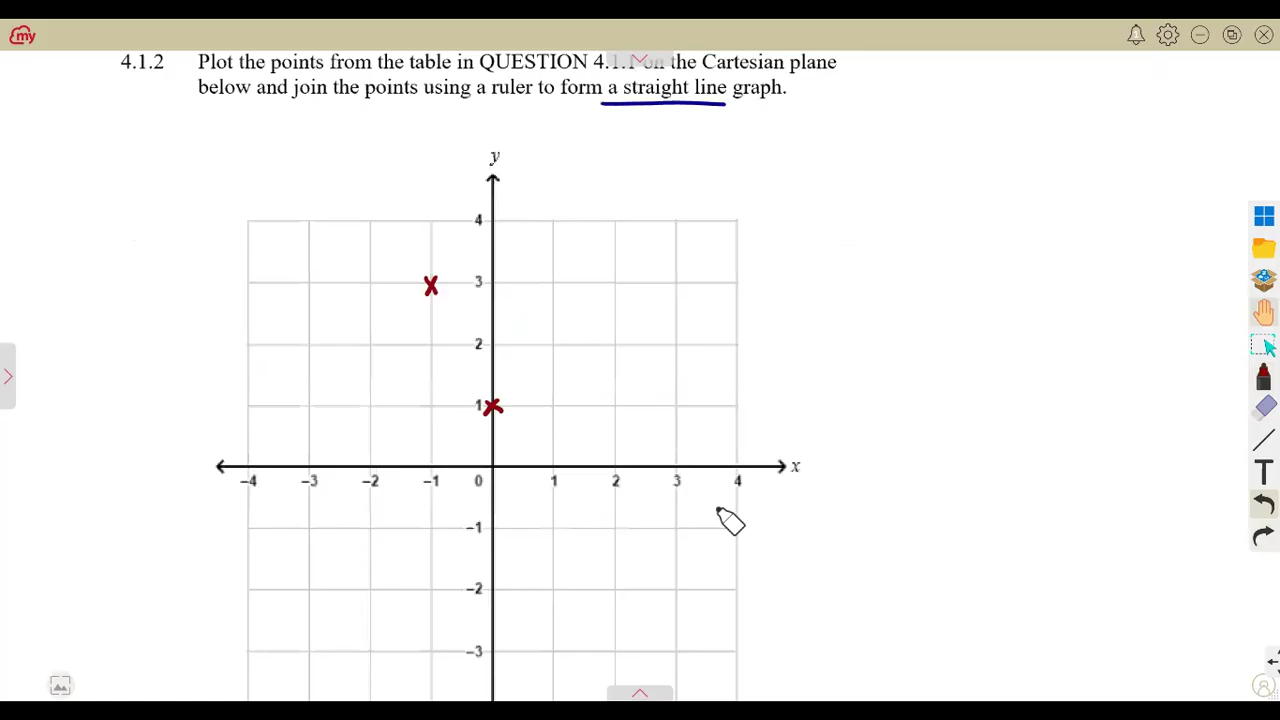 my
4.1.2 Plot the points from the table in QUESTION 4.1.1 on the Cartesian plane
below and join the points using a ruler to form a straight line graph.
y
4
3
2
1
-4 -3 -2 -1 0 1 2 3 4 x
-1
-2
-3
T